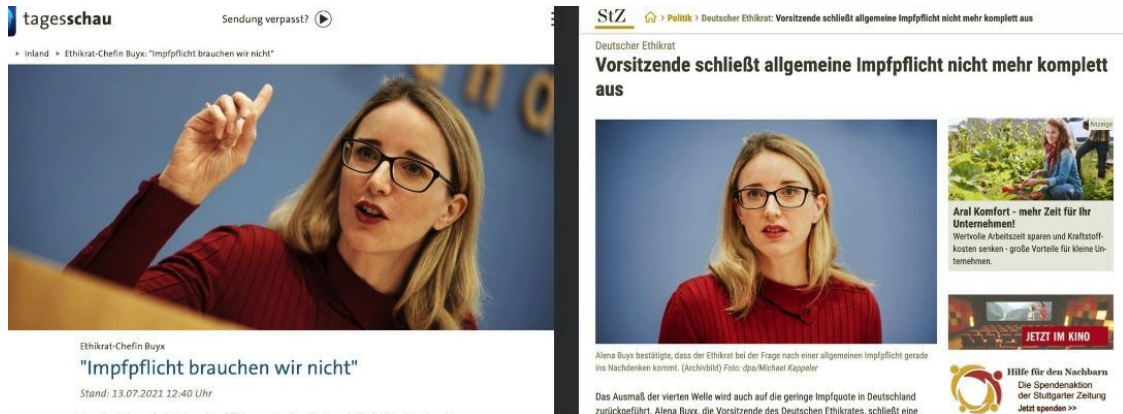 tagesschau
Sendung verpasst?
Inland
Ethikrat-Chefin Buyx: "Impfpflicht brauchen wir nicht"
Ethikrat-Chefin Buyx
"Impfpflicht brauchen wir nicht"
Stand: 13.07.2021 12:40 Uhr
StZ
> Politik > Deutscher Ethikrat: Vorsitzende schließt allgemeine Impfpflicht nicht mehr komplett aus
Deutscher Ethikrat
Vorsitzende schließt allgemeine Impfpflicht nicht mehr komplett
aus
Alena Buyx bestätigte, dass der Ethikrat bei der Frage nach einer allgemeinen Impfpflicht gerade
ins Nachdenken kommt. (Archivbild) Foto: dpa/Michael Kappeler
Das Ausmaß der vierten Welle wird auch auf die geringe Impfquote in Deutschland
zurückgeführt. Alena Buyx, die Vorsitzende des Deutschen Ethikrates, schließt eine
Anzeige
Aral Komfort - mehr Zeit für Ihr
Unternehmen!
Wertvolle Arbeitszeit sparen und Kraftstoff-
kosten senken - große Vorteile für kleine Un-
ternehmen.
JETZT IM KINO
Hilfe für den Nachbarn
Die Spendenaktion
der Stuttgarter Zeitung
Jetzt spenden >>